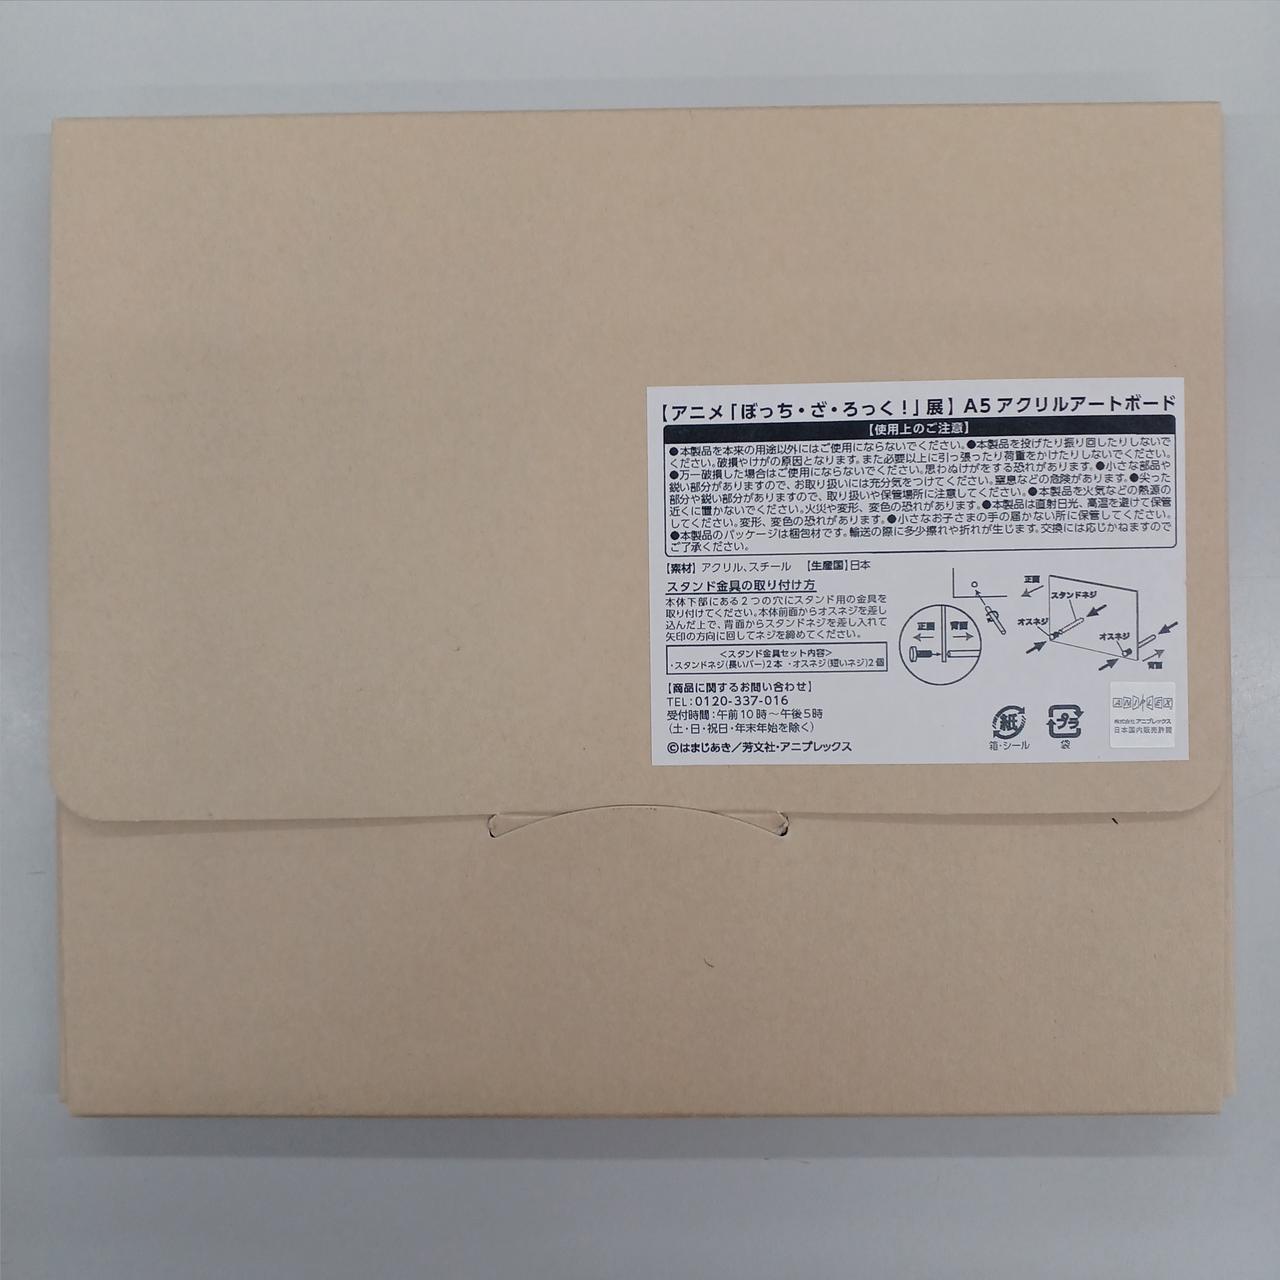 【アニメ「ぼっち・ざ・ろっく！」展】A5アクリルアートボード
【使用上のご注意】
●本製品を本来の用途以外にはご使用にならないでください。●本製品を投げたり振り回したりしないで
ください。破損やけがの原因となります。また必要以上に引っ張ったり荷重をかけたりしないでください。
●万一破損した場合はご使用にならないでください。思わぬけがをする恐れがあります。●小さな部品や
鋭い部分がありますので、お取り扱いには充分気をつけてください。窒息などの危険があります。●尖った
部分や鋭い部分がありますので、取り扱いや保管場所に注意してください。●本製品を火気などの熱源の
近くに置かないでください。火災や変形、変色の恐れがあります。●本製品は直射日光、高温を避けて保管
してください。変形、変色の恐れがあります。●小さなお子さまの手の届かない所に保管してください。
●本製品のパッケージは梱包材です。輸送の際に多少擦れや折れが生じます。交換には応じかねますので
ご了承ください。
【素材】アクリル、スチール 【生産国】日本
スタンド金具の取り付け方
本体下部にある2つの穴にスタンド用の金具を
取り付けてください。本体前面からオスネジを差し
込んだ上で、背面からスタンドネジを差し入れて
矢印の方向に回してネジを締めてください。
＜スタンド金具セット内容＞
・スタンドネジ(長いバー)2本 ・オスネジ(短いネジ)2個
正面 背面
正面
スタンドネジ
オスネジ
オスネジ
背面
【商品に関するお問い合わせ】
TEL：0120-337-016
受付時間：午前10時～午後5時
（土・日・祝日・年末年始を除く）
©はまじあき／芳文社・アニプレックス
紙
箱・シール
プラ
袋
ANIPLEX
株式会社アニプレックス
日本国内販売許諾